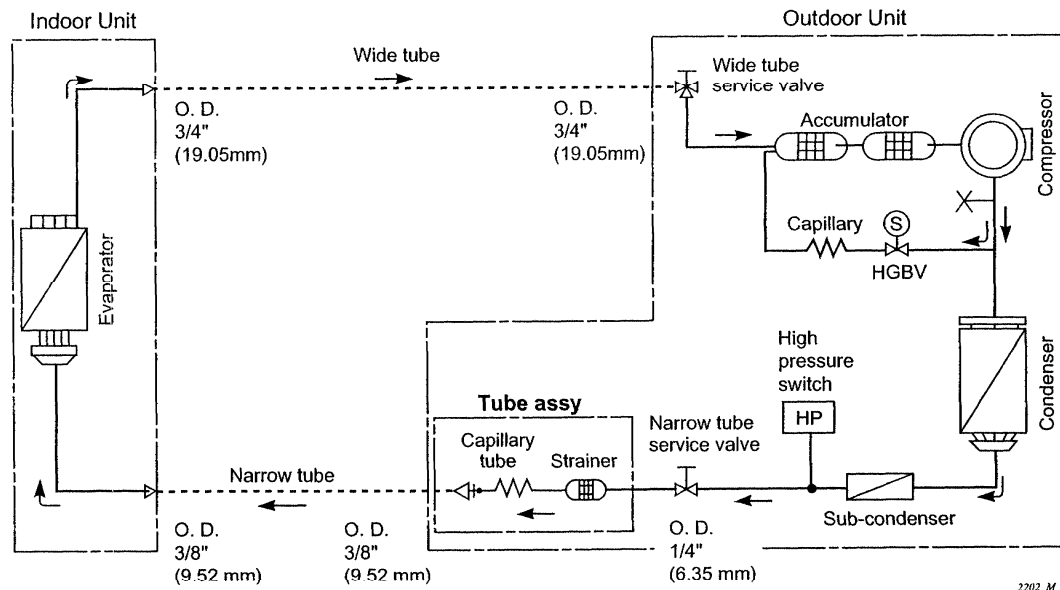 Indoor Unit
Outdoor Unit
Wide tube
Wide tube
service valve
O. D.
3/4"
(19.05mm)
O. D.
3/4"
(19.05mm)
Accumulator
Compressor
Capillary
S
HGBV
Evaporator
High
pressure
switch
HP
Condenser
Tube assy
Capillary
tube
Strainer
Narrow tube
service valve
Narrow tube
Sub-condenser
O. D.
3/8"
(9.52 mm)
O. D.
3/8"
(9.52 mm)
O. D.
1/4"
(6.35 mm)
2202_M